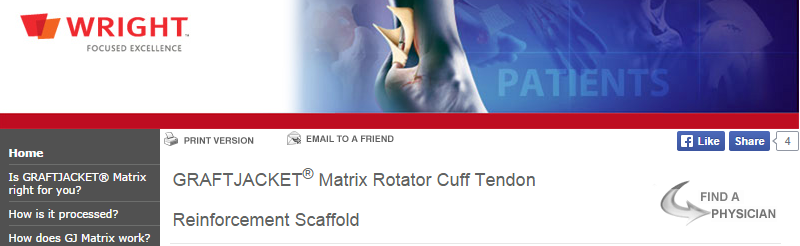 WRIGHT™
FOCUSED EXCELLENCE
PATIENTS
PRINT VERSION
EMAIL TO A FRIEND
Like
Share
4
Home
Is GRAFTJACKET® Matrix
right for you?
How is it processed?
How does GJ Matrix work?
GRAFTJACKET® Matrix Rotator Cuff Tendon
Reinforcement Scaffold
FIND A
PHYSICIAN